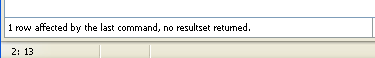 1 row affected by the last command, no resultset returned.
2: 13